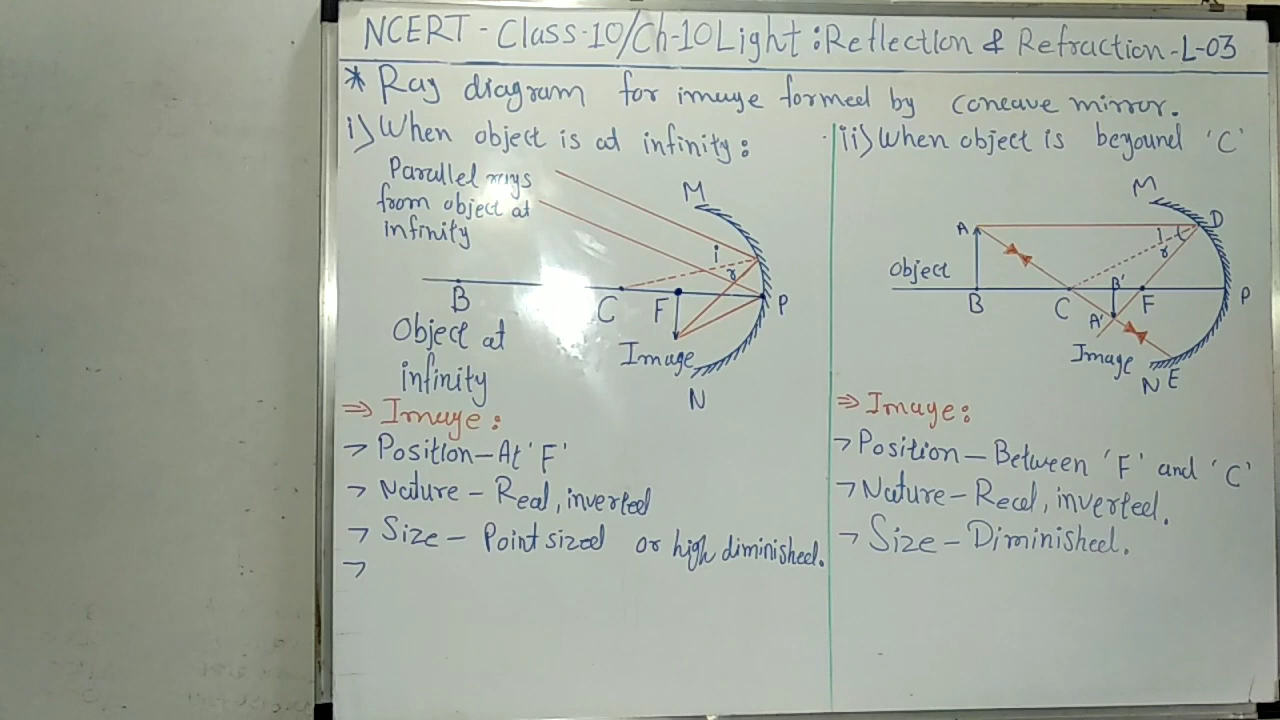 NCERT - Class-10/Ch-10 Light: Reflection & Refraction-L-03
* Ray diagram for image formed by concave mirror.
i) When object is at infinity:
Parallel rays
from object at
infinity
M
i
r
B
C
F
P
Object at
infinity
Image
N
⇒ Image:
→ Position - At 'F'
→ Nature - Real, inverted
→ Size - Point sized or high diminished.
→
ii) When object is beyound 'C'
M
A
D
i
r
Object
B
C
B'
F
P
A'
Image
N E
⇒ Image:
→ Position - Between 'F' and 'C'
→ Nature - Real, inverted.
→ Size - Diminished.